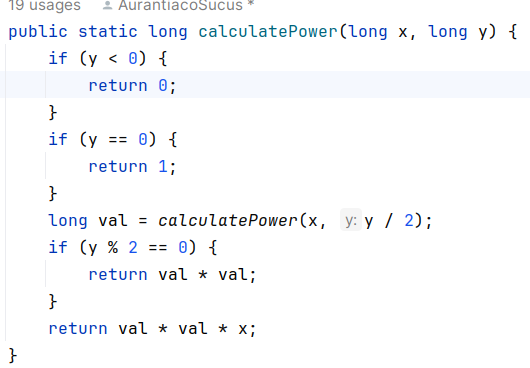 19 usages AurantiacoSucus *
public static long calculatePower(long x, long y) {
    if (y < 0) {
        return 0;
    }
    if (y == 0) {
        return 1;
    }
    long val = calculatePower(x, y: y / 2);
    if (y % 2 == 0) {
        return val * val;
    }
    return val * val * x;
}